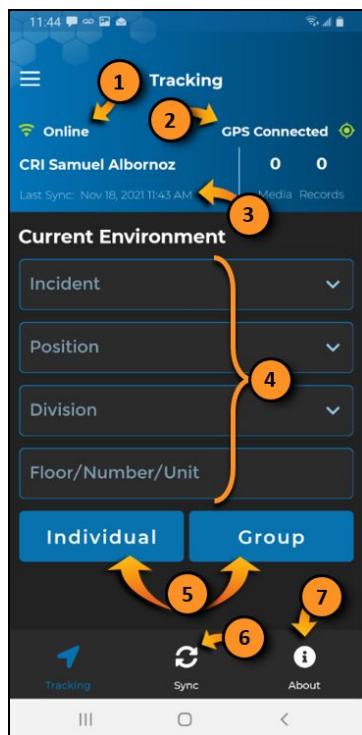 11:44
1
Tracking
2
Online
GPS Connected
CRI Samuel Albornoz
0 0
Last Sync: Nov 18, 2021 11:43 AM
Media Records
3
Current Environment
Incident
Position
4
Division
Floor/Number/Unit
Individual
Group
5
6
7
Tracking
Sync
About